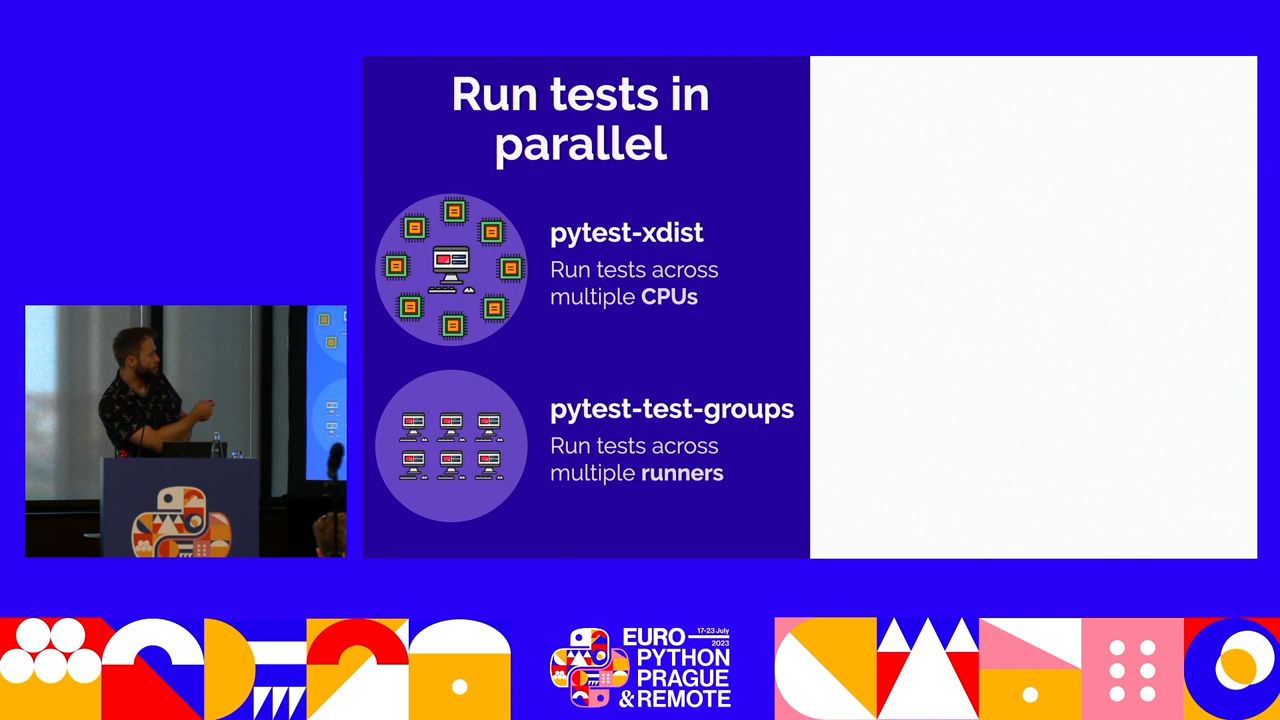 Run tests in
parallel
pytest-xdist
Run tests across
multiple CPUs
pytest-test-groups
Run tests across
multiple runners
EURO
17-23 July
2023
PYTHON
PRAGUE
& REMOTE